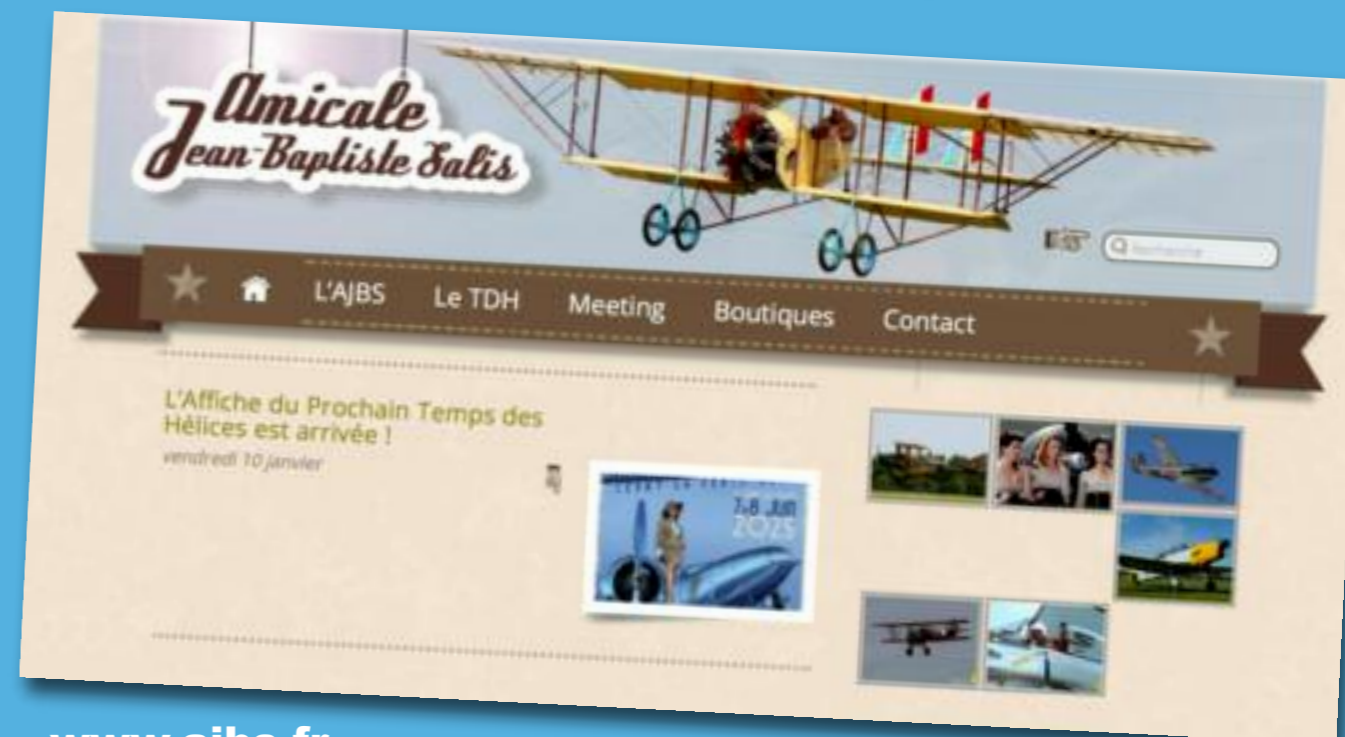 Amicale
Jean-Baptiste Salis
Recherche
L'AJBS
Le TDH
Meeting
Boutiques
Contact
L'Affiche du Prochain Temps des
Hélices est arrivée !
vendredi 10 janvier
7-8 JUIN
2025
www.ajbs.fr